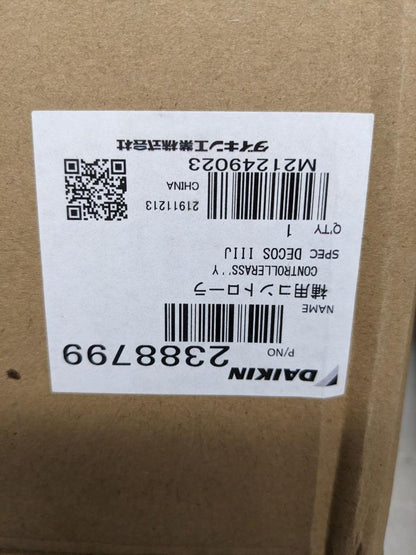 DAIKIN
P/NO 2388799
NAME
補用コントローラ
CONTROLLERASS''Y
SPEC DECOS IIIJ
Q'TY 1
21911213
CHINA
M21249023
ダイキン工業株式会社